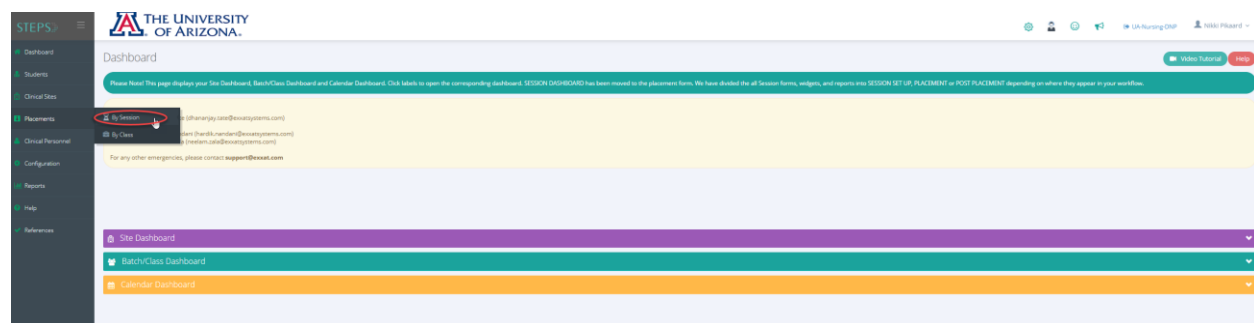 STEPS
THE UNIVERSITY
OF ARIZONA.
UA-Nursing-DNP
Nikki Pikaard
Dashboard
Students
Clinical Sites
Placements
Clinical Personnel
Configuration
Reports
Help
References
By Session
By Class
Dashboard
Video Tutorial
Help
Please Note! This page displays your Site Dashboard, Batch/Class Dashboard and Calendar Dashboard. Click labels to open the corresponding dashboard. SESSION DASHBOARD has been moved to the placement form. We have divided the all Session forms, widgets, and reports into SESSION SET UP, PLACEMENT or POST PLACEMENT depending on where they appear in your workflow.
(dhananjay.tate@exxatsystems.com)
(hardik.nandani@exxatsystems.com)
(neelam.zala@exxatsystems.com)
For any other emergencies, please contact support@exxat.com
Site Dashboard
Batch/Class Dashboard
Calendar Dashboard